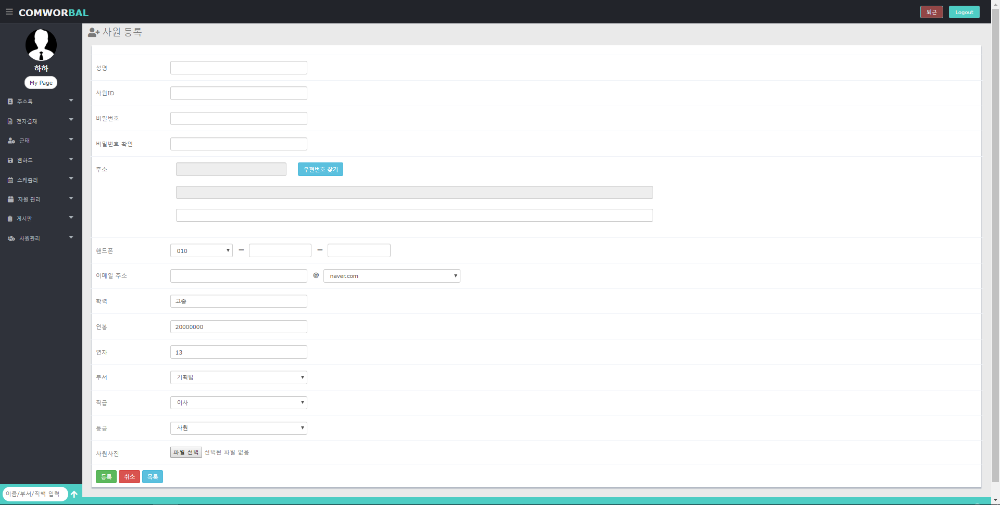 COMWORBAL
퇴근
Logout
하하
My Page
주소록
전자결재
근태
웹하드
스케쥴러
자원 관리
게시판
사원관리
이름/부서/직책 입력
사원 등록
성명
사원ID
비밀번호
비밀번호 확인
주소
우편번호 찾기
핸드폰
010
이메일 주소
@
naver.com
학력
고졸
연봉
20000000
연차
13
부서
기획팀
직급
이사
등급
사원
사원사진
파일 선택 선택된 파일 없음
등록 취소 목록